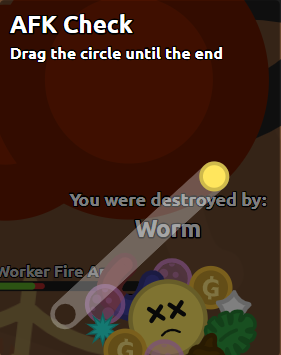 AFK Check
Drag the circle until the end
You were destroyed by:
Worm
Worker Fire Ar